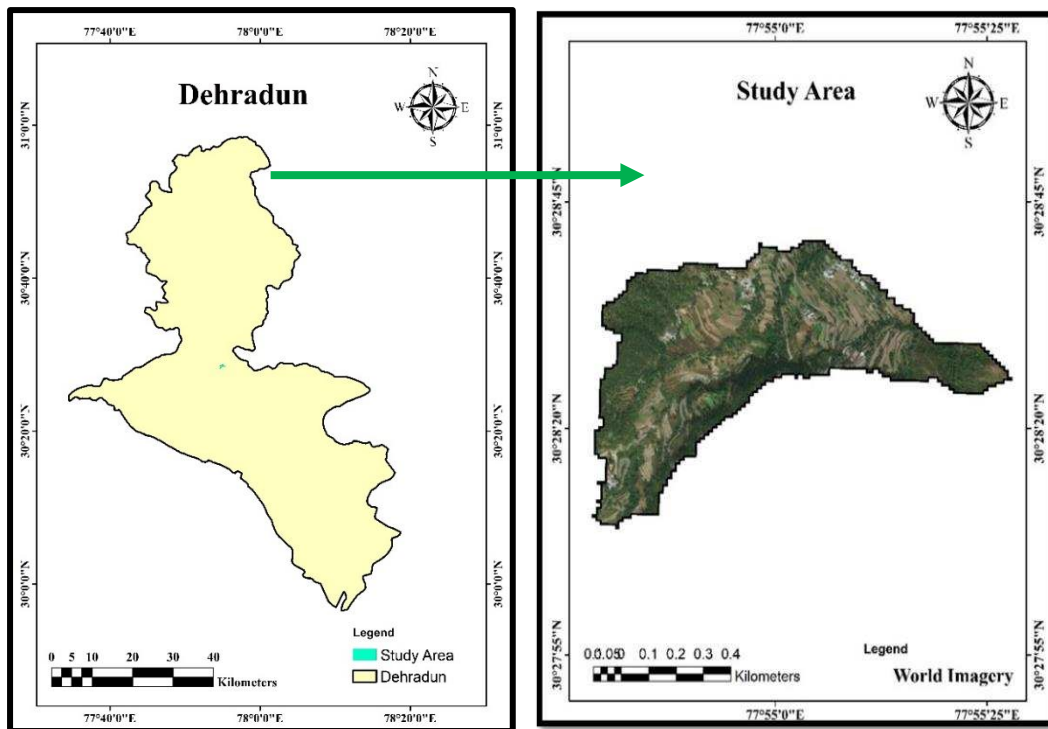 77°40'0"E 78°0'0"E 78°20'0"E
Dehradun
N
W E
S
31°0'0"N
31°0'0"N
30°40'0"N
30°40'0"N
30°20'0"N
30°20'0"N
30°0'0"N
30°0'0"N
Legend
Study Area
Dehradun
0 5 10 20 30 40
Kilometers
77°40'0"E 78°0'0"E 78°20'0"E
77°55'0"E 77°55'25"E
Study Area
N
W E
S
30°28'45"N
30°28'45"N
30°28'20"N
30°28'20"N
30°27'55"N
30°27'55"N
Legend
World Imagery
0.1 0.2 0.3 0.4
Kilometers
77°55'0"E 77°55'25"E